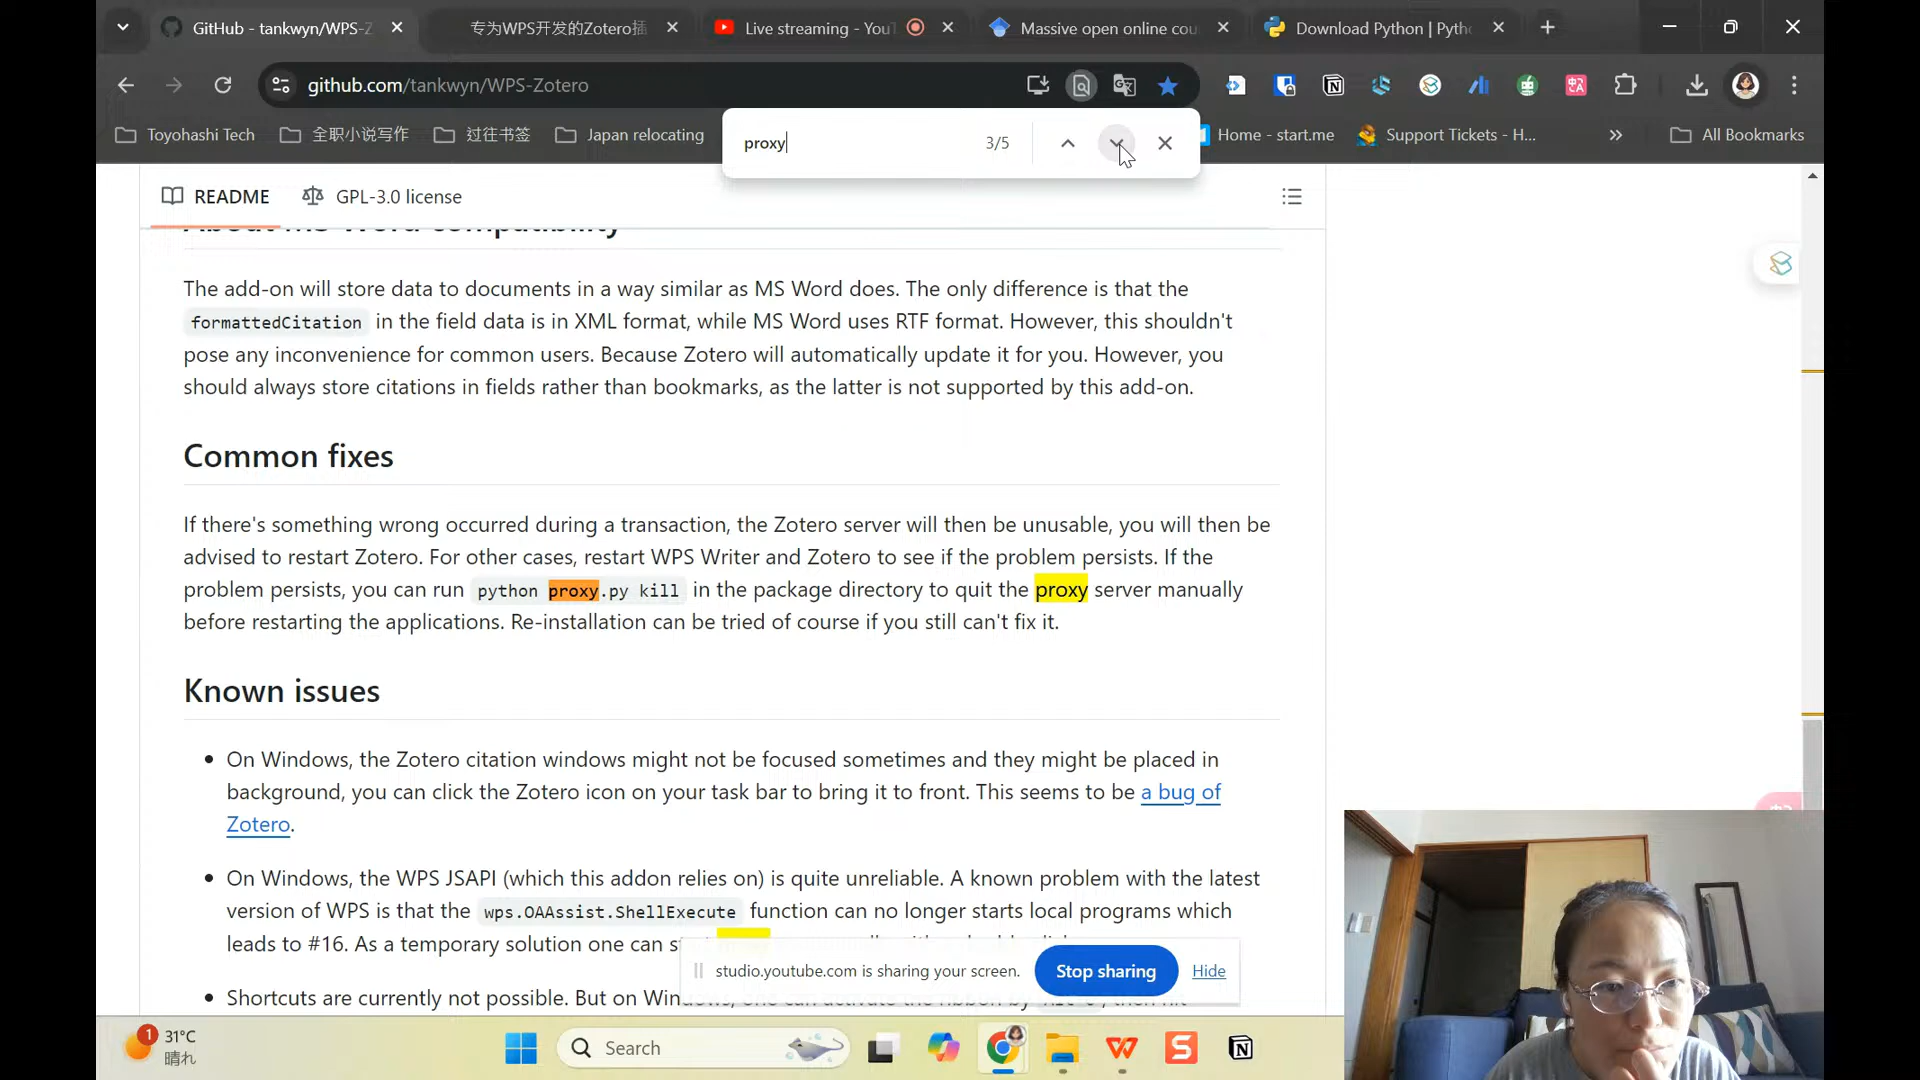 GitHub - tankwyn/WPS-Z
专为WPS开发的Zotero插
Live streaming - You
Massive open online cou
Download Python | Pyth
github.com/tankwyn/WPS-Zotero
Toyohashi Tech
全职小说写作
过往书签
Japan relocating
Home - start.me
Support Tickets - H...
All Bookmarks
proxy
3/5
README
GPL-3.0 license
About MS Word compatibility
The add-on will store data to documents in a way similar as MS Word does. The only difference is that the
formattedCitation in the field data is in XML format, while MS Word uses RTF format. However, this shouldn't
pose any inconvenience for common users. Because Zotero will automatically update it for you. However, you
should always store citations in fields rather than bookmarks, as the latter is not supported by this add-on.
Common fixes
If there's something wrong occurred during a transaction, the Zotero server will then be unusable, you will then be
advised to restart Zotero. For other cases, restart WPS Writer and Zotero to see if the problem persists. If the
problem persists, you can run python proxy.py kill in the package directory to quit the proxy server manually
before restarting the applications. Re-installation can be tried of course if you still can't fix it.
Known issues
On Windows, the Zotero citation windows might not be focused sometimes and they might be placed in
background, you can click the Zotero icon on your task bar to bring it to front. This seems to be a bug of
Zotero.
On Windows, the WPS JSAPI (which this addon relies on) is quite unreliable. A known problem with the latest
version of WPS is that the wps.OAAssist.ShellExecute function can no longer starts local programs which
leads to #16. As a temporary solution one can
Shortcuts are currently not possible. But on
studio.youtube.com is sharing your screen.
Stop sharing
Hide
1
31°C
晴れ
Search